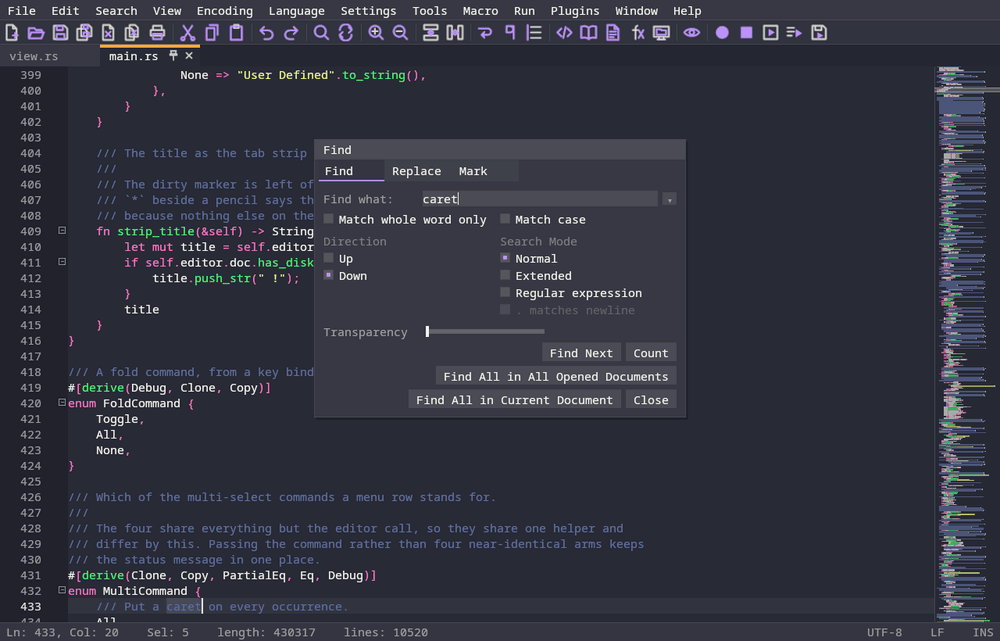 File Edit Search View Encoding Language Settings Tools Macro Run Plugins Window Help
view.rs main.rs
399 None => "User Defined".to_string(),
400 },
401 }
402 }
403
404 /// The title as the tab strip
405 ///
406 /// The dirty marker is left of
407 /// `*` beside a pencil says th
408 /// because nothing else on the
409 fn strip_title(&self) -> String
410 let mut title = self.editor
411 if self.editor.doc.has_disk
412 title.push_str(" !");
413 }
414 title
415 }
416 }
417
418 /// A fold command, from a key bind
419 #[derive(Debug, Clone, Copy)]
420 enum FoldCommand {
421 Toggle,
422 All,
423 None,
424 }
425
426 /// Which of the multi-select commands a menu row stands for.
427 ///
428 /// The four share everything but the editor call, so they share one helper and
429 /// differ by this. Passing the command rather than four near-identical arms keeps
430 /// the status message in one place.
431 #[derive(Clone, Copy, PartialEq, Eq, Debug)]
432 enum MultiCommand {
433 /// Put a caret on every occurrence.
434 All
Find
Find Replace Mark
Find what: caret
Match whole word only Match case
Direction Search Mode
Up Normal
Down Extended
Regular expression
. matches newline
Transparency
Find Next Count
Find All in All Opened Documents
Find All in Current Document Close
Ln: 433, Col: 20 Sel: 5 length: 430317 lines: 10520 UTF-8 LF INS